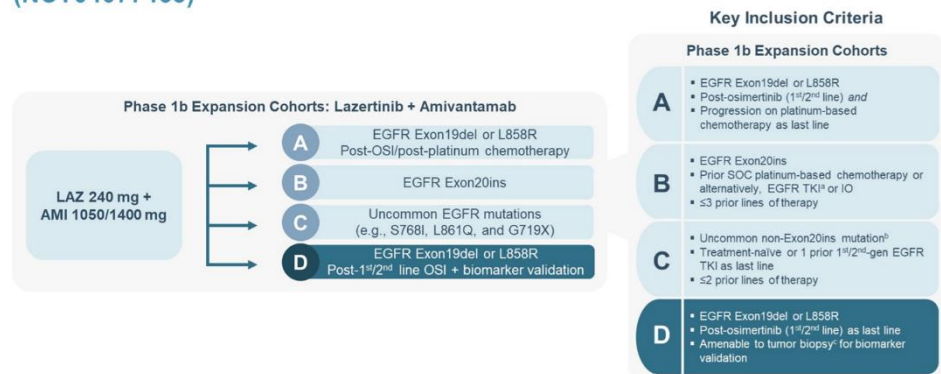 Key Inclusion Criteria
Phase 1b Expansion Cohorts: Lazertinib + Amivantamab
LAZ 240 mg +
AMI 1050/1400 mg
A
EGFR Exon19del or L858R
Post-OSI/post-platinum chemotherapy
B
EGFR Exon20ins
C
Uncommon EGFR mutations
(e.g., S768I, L861Q, and G719X)
D
EGFR Exon19del or L858R
Post-1st/2nd line OSI + biomarker validation
Phase 1b Expansion Cohorts
A
▪ EGFR Exon19del or L858R
▪ Post-osimertinib (1st/2nd line) and
▪ Progression on platinum-based
chemotherapy as last line
B
▪ EGFR Exon20ins
▪ Prior SOC platinum-based chemotherapy or
alternatively, EGFR TKIa or IO
▪ ≤3 prior lines of therapy
C
▪ Uncommon non-Exon20ins mutationb
▪ Treatment-naïve or 1 prior 1st/2nd-gen EGFR
TKI as last line
▪ ≤2 prior lines of therapy
D
▪ EGFR Exon19del or L858R
▪ Post-osimertinib (1st/2nd line) as last line
▪ Amenable to tumor biopsyc for biomarker
validation